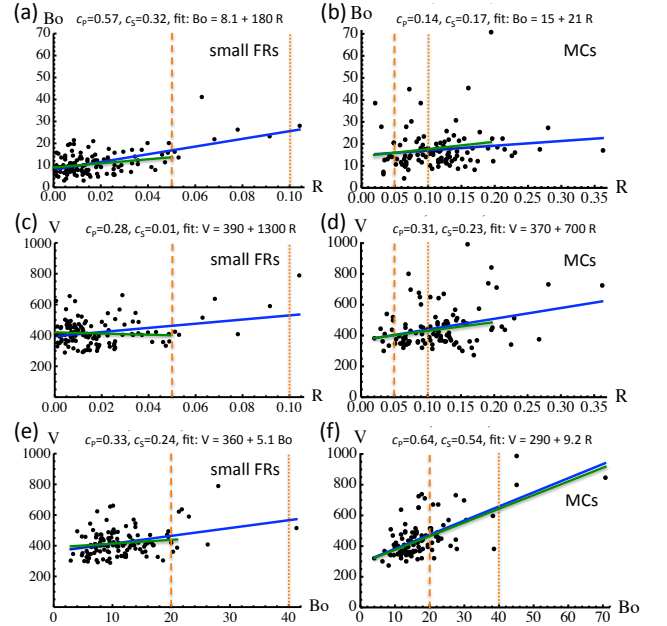 (a) Bo c_P=0.57, c_S=0.32, fit: Bo = 8.1 + 180 R
small FRs
70
60
50
40
30
20
10
0
0.00 0.02 0.04 0.06 0.08 0.10 R
(b) Bo c_P=0.14, c_S=0.17, fit: Bo = 15 + 21 R
MCs
70
60
50
40
30
20
10
0
0.00 0.05 0.10 0.15 0.20 0.25 0.30 0.35 R
(c) V c_P=0.28, c_S=0.01, fit: V = 390 + 1300 R
small FRs
1000
800
600
400
200
0.00 0.02 0.04 0.06 0.08 0.10 R
(d) V c_P=0.31, c_S=0.23, fit: V = 370 + 700 R
MCs
1000
800
600
400
200
0.00 0.05 0.10 0.15 0.20 0.25 0.30 0.35 R
(e) V c_P=0.33, c_S=0.24, fit: V = 360 + 5.1 Bo
small FRs
1000
800
600
400
200
0
0 10 20 30 40 Bo
(f) V c_P=0.64, c_S=0.54, fit: V = 290 + 9.2 R
MCs
1000
800
600
400
200
0
0 10 20 30 40 50 60 70 Bo